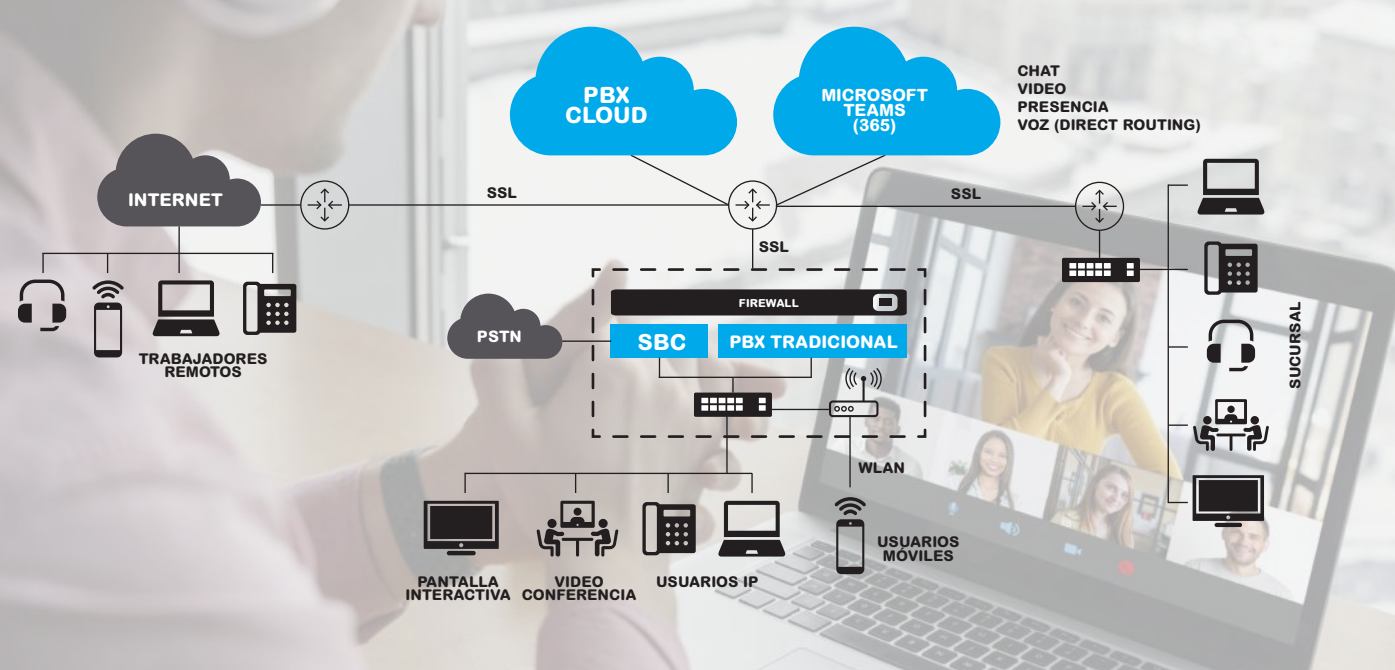 PBX
CLOUD
MICROSOFT
TEAMS
(365)
CHAT
VIDEO
PRESENCIA
VOZ (DIRECT ROUTING)
INTERNET
SSL
SSL
SSL
TRABAJADORES
REMOTOS
PSTN
FIREWALL
SBC
PBX TRADICIONAL
SUCURSAL
WLAN
PANTALLA
INTERACTIVA
VIDEO
CONFERENCIA
USUARIOS IP
USUARIOS
MÓVILES